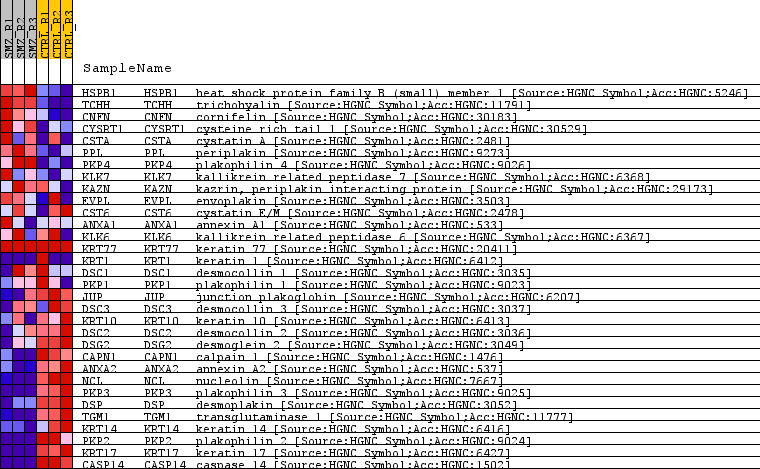 SMZ_R1
SMZ_R2
SMZ_R3
CTRL_R1
CTRL_R2
CTRL_R3
SampleName
HSPB1 HSPB1 heat shock protein family B (small) member 1 [Source:HGNC Symbol;Acc:HGNC:5246]
TCHH TCHH trichohyalin [Source:HGNC Symbol;Acc:HGNC:11791]
CNFN CNFN cornifelin [Source:HGNC Symbol;Acc:HGNC:30183]
CYSRT1 CYSRT1 cysteine rich tail 1 [Source:HGNC Symbol;Acc:HGNC:30529]
CSTA CSTA cystatin A [Source:HGNC Symbol;Acc:HGNC:2481]
PPL PPL periplakin [Source:HGNC Symbol;Acc:HGNC:9273]
PKP4 PKP4 plakophilin 4 [Source:HGNC Symbol;Acc:HGNC:9026]
KLK7 KLK7 kallikrein related peptidase 7 [Source:HGNC Symbol;Acc:HGNC:6368]
KAZN KAZN kazrin, periplakin interacting protein [Source:HGNC Symbol;Acc:HGNC:29173]
EVPL EVPL envoplakin [Source:HGNC Symbol;Acc:HGNC:3503]
CST6 CST6 cystatin E/M [Source:HGNC Symbol;Acc:HGNC:2478]
ANXA1 ANXA1 annexin A1 [Source:HGNC Symbol;Acc:HGNC:533]
KLK6 KLK6 kallikrein related peptidase 6 [Source:HGNC Symbol;Acc:HGNC:6367]
KRT77 KRT77 keratin 77 [Source:HGNC Symbol;Acc:HGNC:20411]
KRT1 KRT1 keratin 1 [Source:HGNC Symbol;Acc:HGNC:6412]
DSC1 DSC1 desmocollin 1 [Source:HGNC Symbol;Acc:HGNC:3035]
PKP1 PKP1 plakophilin 1 [Source:HGNC Symbol;Acc:HGNC:9023]
JUP JUP junction plakoglobin [Source:HGNC Symbol;Acc:HGNC:6207]
DSC3 DSC3 desmocollin 3 [Source:HGNC Symbol;Acc:HGNC:3037]
KRT10 KRT10 keratin 10 [Source:HGNC Symbol;Acc:HGNC:6413]
DSC2 DSC2 desmocollin 2 [Source:HGNC Symbol;Acc:HGNC:3036]
DSG2 DSG2 desmoglein 2 [Source:HGNC Symbol;Acc:HGNC:3049]
CAPN1 CAPN1 calpain 1 [Source:HGNC Symbol;Acc:HGNC:1476]
ANXA2 ANXA2 annexin A2 [Source:HGNC Symbol;Acc:HGNC:537]
NCL NCL nucleolin [Source:HGNC Symbol;Acc:HGNC:7667]
PKP3 PKP3 plakophilin 3 [Source:HGNC Symbol;Acc:HGNC:9025]
DSP DSP desmoplakin [Source:HGNC Symbol;Acc:HGNC:3052]
TGM1 TGM1 transglutaminase 1 [Source:HGNC Symbol;Acc:HGNC:11777]
KRT14 KRT14 keratin 14 [Source:HGNC Symbol;Acc:HGNC:6416]
PKP2 PKP2 plakophilin 2 [Source:HGNC Symbol;Acc:HGNC:9024]
KRT17 KRT17 keratin 17 [Source:HGNC Symbol;Acc:HGNC:6427]
CASP14 CASP14 caspase 14 [Source:HGNC Symbol;Acc:HGNC:1502]